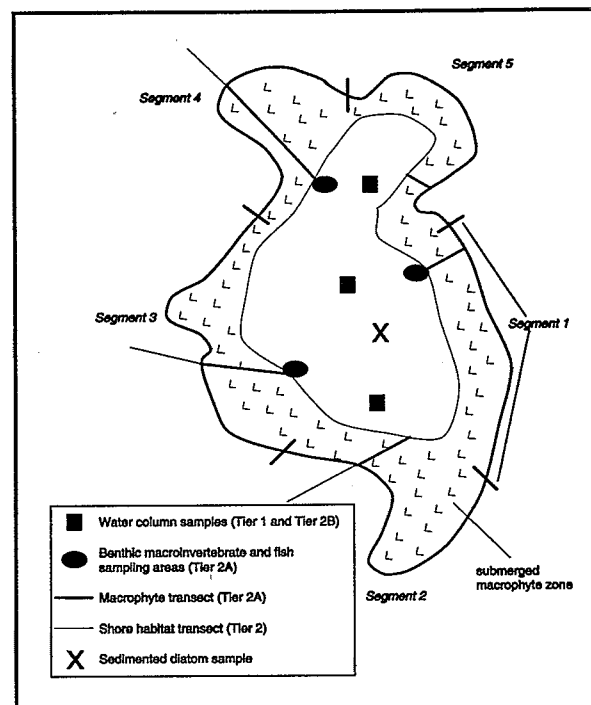 Segment 5
Segment 4
Segment 3
Segment 1
Segment 2
submerged
macrophyte zone
Water column samples (Tier 1 and Tier 2B)
Benthic macroinvertebrate and fish
sampling areas (Tier 2A)
Macrophyte transect (Tier 2A)
Shore habitat transect (Tier 2)
X Sedimented diatom sample
X